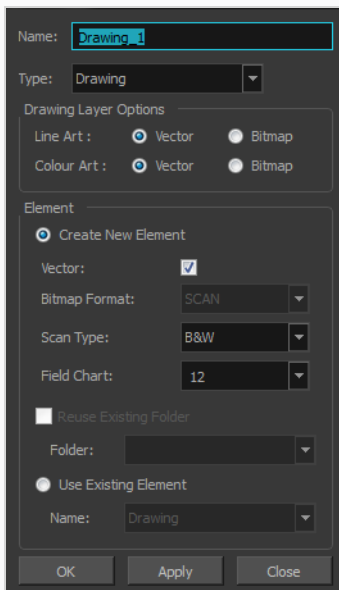 Name: Drawing_1
Type: Drawing
Drawing Layer Options
Line Art : Vector Bitmap
Colour Art : Vector Bitmap
Element
Create New Element
Vector:
Bitmap Format: SCAN
Scan Type: B&W
Field Chart: 12
Reuse Existing Folder
Folder:
Use Existing Element
Name: Drawing
OK Apply Close